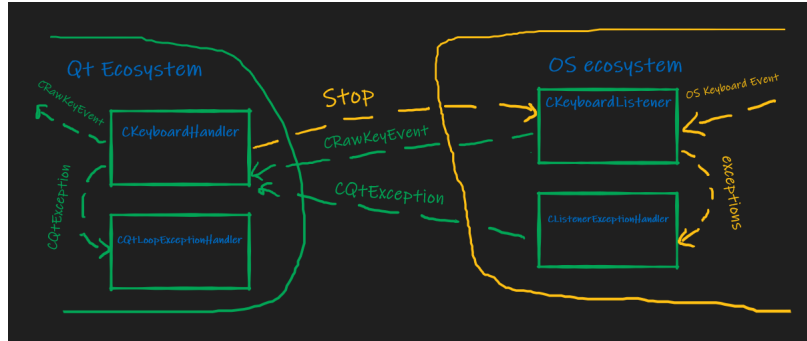 Qt Ecosystem
OS ecosystem
CRawKeyEvent
CKeyboardHandler
Stop
CKeyboardListener
OS Keyboard Event
CRawKeyEvent
CQtException
CQtException
exceptions
CQtLoopExceptionHandler
CListenerExceptionHandler